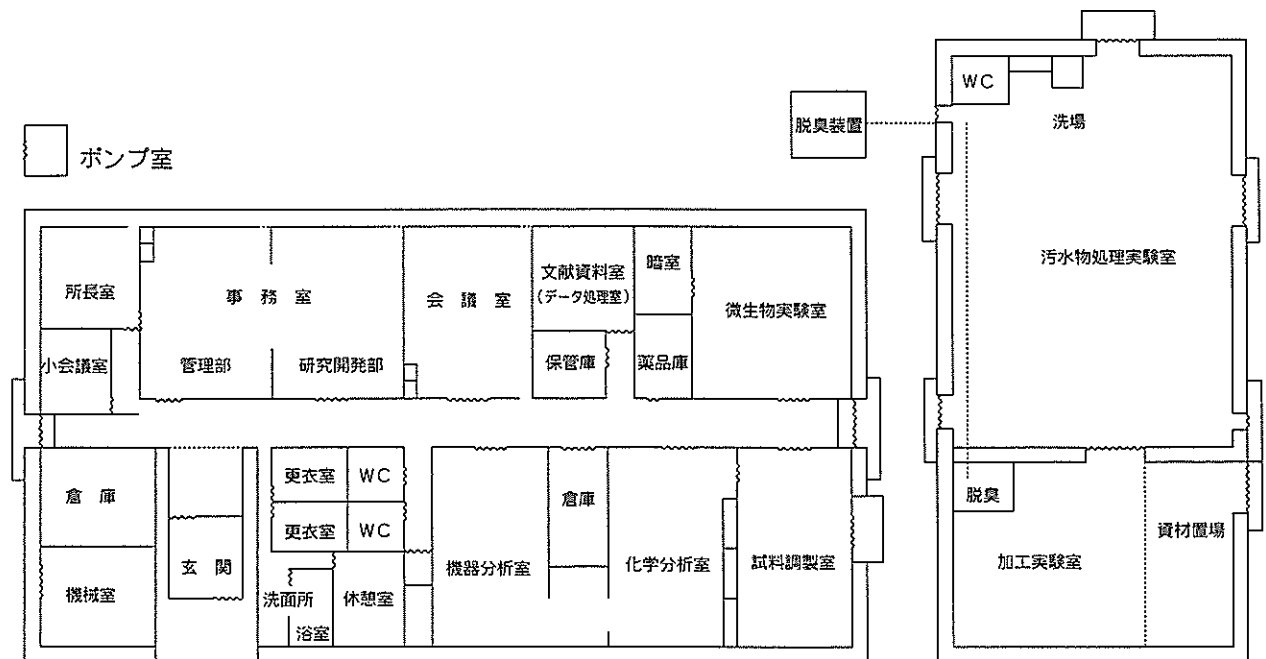 WC
脱臭装置
洗場
ポンプ室
汚水物処理実験室
所長室
事務室
会議室
文献資料室
(データ処理室)
暗室
微生物実験室
小会議室
管理部
研究開発部
保管庫
薬品庫
倉庫
更衣室
WC
倉庫
脱臭
更衣室
WC
資材置場
玄関
機器分析室
化学分析室
試料調製室
加工実験室
機械室
洗面所
休憩室
浴室